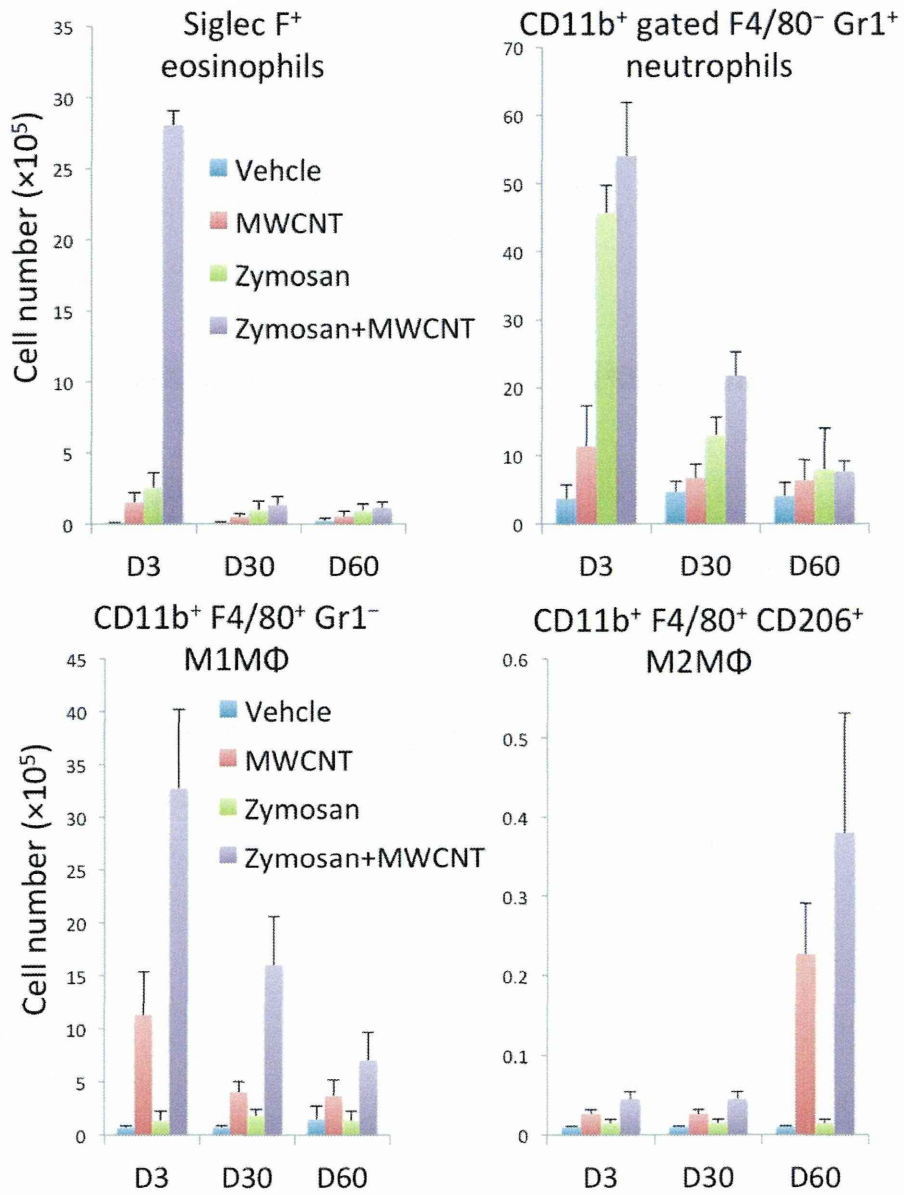 Siglec F⁺
eosinophils
Cell number (×10⁵)
35
30
25
20
15
10
5
0
Vehcle
MWCNT
Zymosan
Zymosan+MWCNT
D3 D30 D60
CD11b⁺ gated F4/80⁻ Gr1⁺
neutrophils
70
60
50
40
30
20
10
0
D3 D30 D60
CD11b⁺ F4/80⁺ Gr1⁻
M1MΦ
Cell number (×10⁵)
45
40
35
30
25
20
15
10
5
0
Vehcle
MWCNT
Zymosan
Zymosan+MWCNT
D3 D30 D60
CD11b⁺ F4/80⁺ CD206⁺
M2MΦ
0.6
0.5
0.4
0.3
0.2
0.1
0
D3 D30 D60